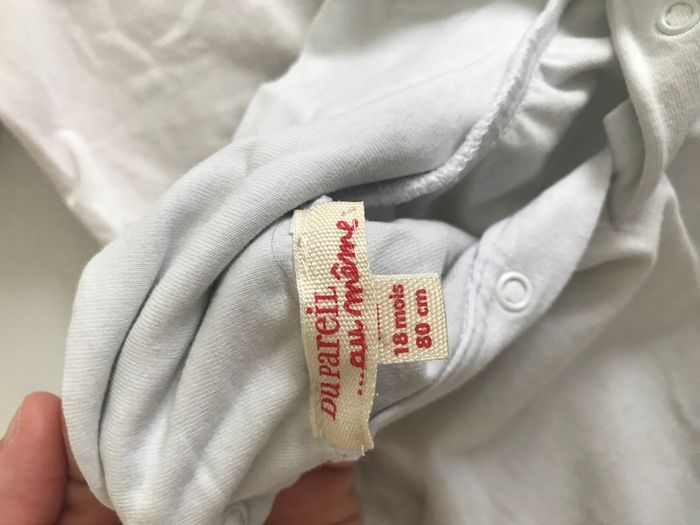 DU PAREIL
...au même
18 mois
80 cm